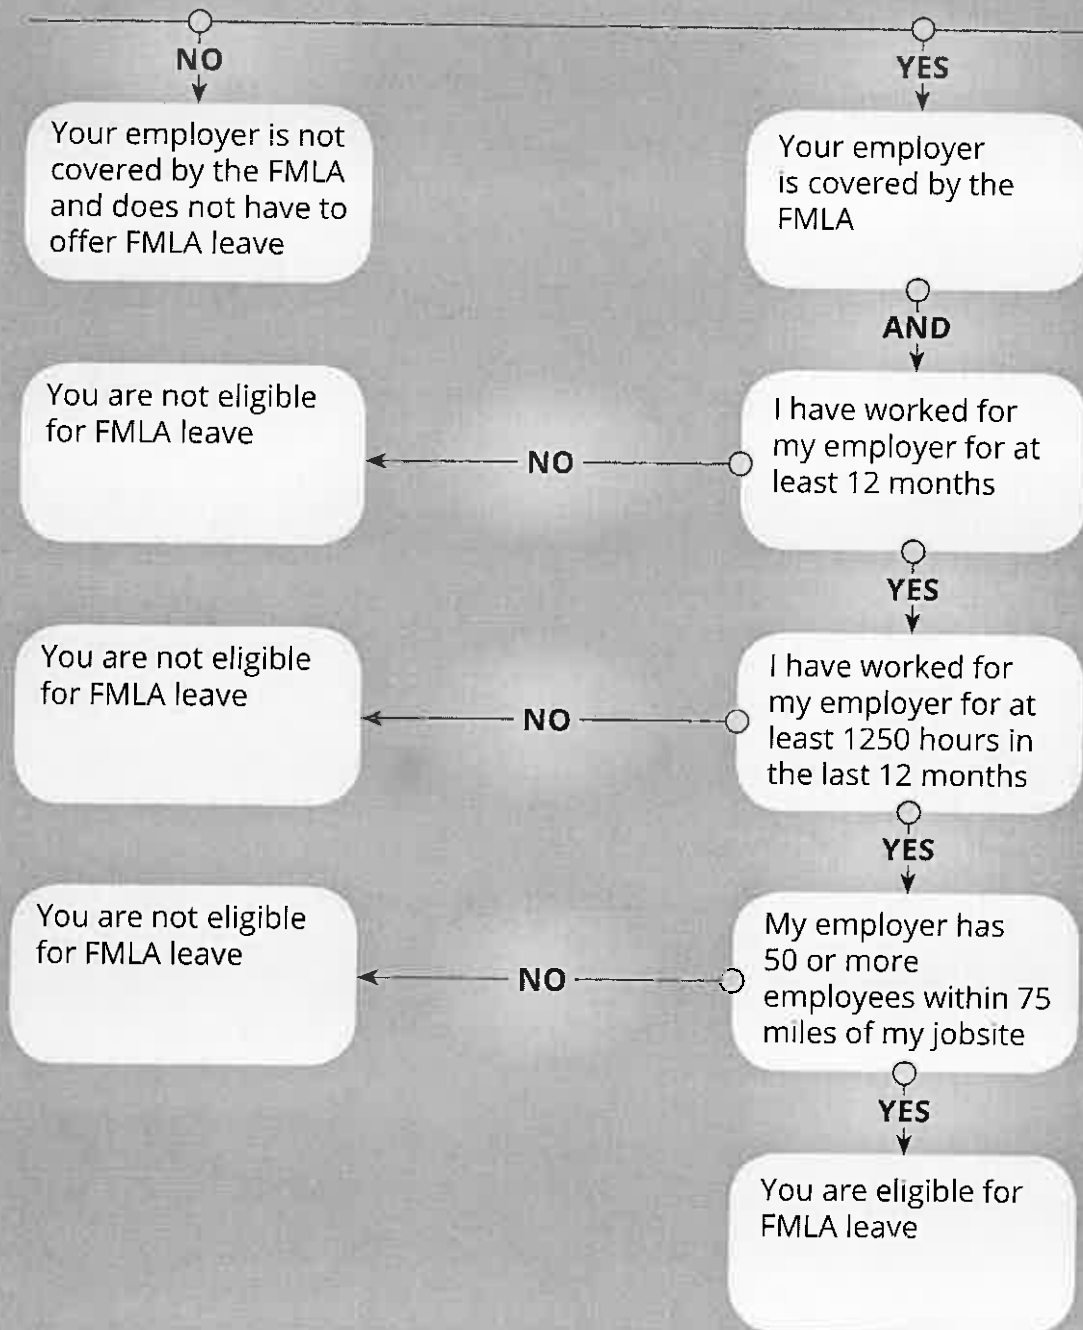 NO
YES
Your employer is not
covered by the FMLA
and does not have to
offer FMLA leave
Your employer
is covered by the
FMLA
AND
You are not eligible
for FMLA leave
NO
I have worked for
my employer for at
least 12 months
YES
You are not eligible
for FMLA leave
NO
I have worked for
my employer for at
least 1250 hours in
the last 12 months
YES
You are not eligible
for FMLA leave
NO
My employer has
50 or more
employees within 75
miles of my jobsite
YES
You are eligible for
FMLA leave